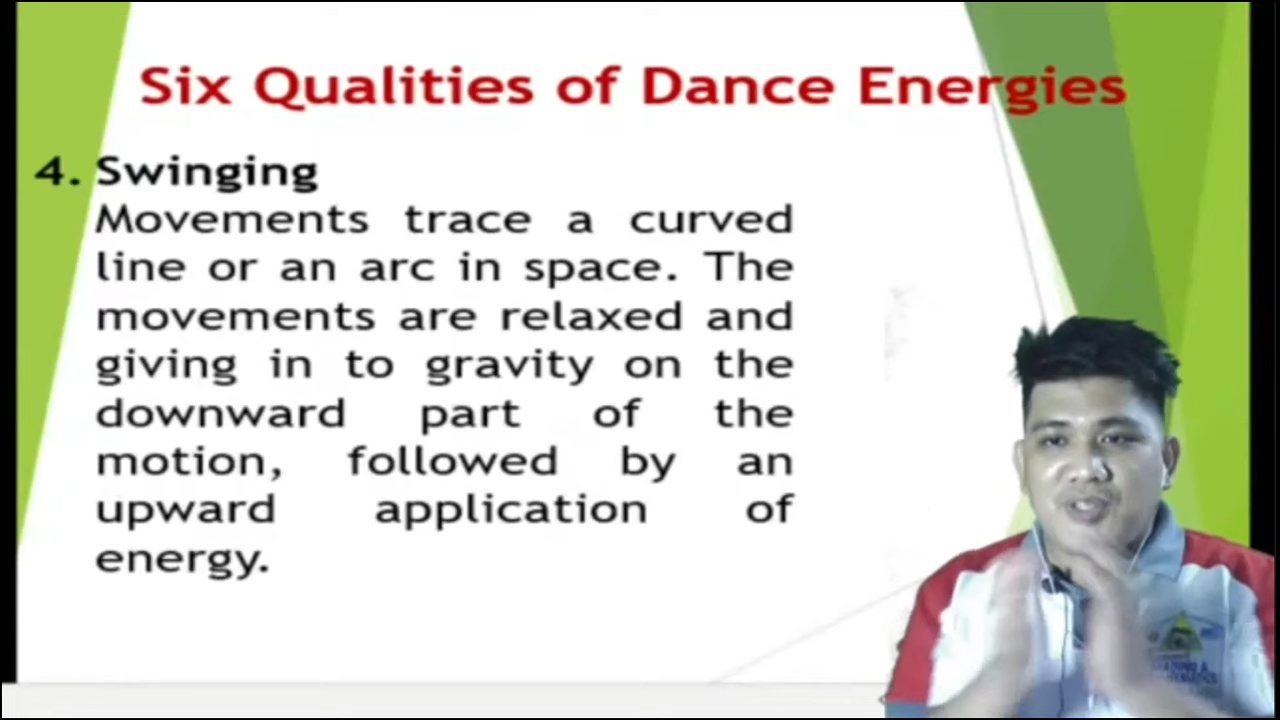 Six Qualities of Dance Energies
4. Swinging
Movements trace a curved
line or an arc in space. The
movements are relaxed and
giving in to gravity on the
downward part of the
motion, followed by an
upward application of
energy.